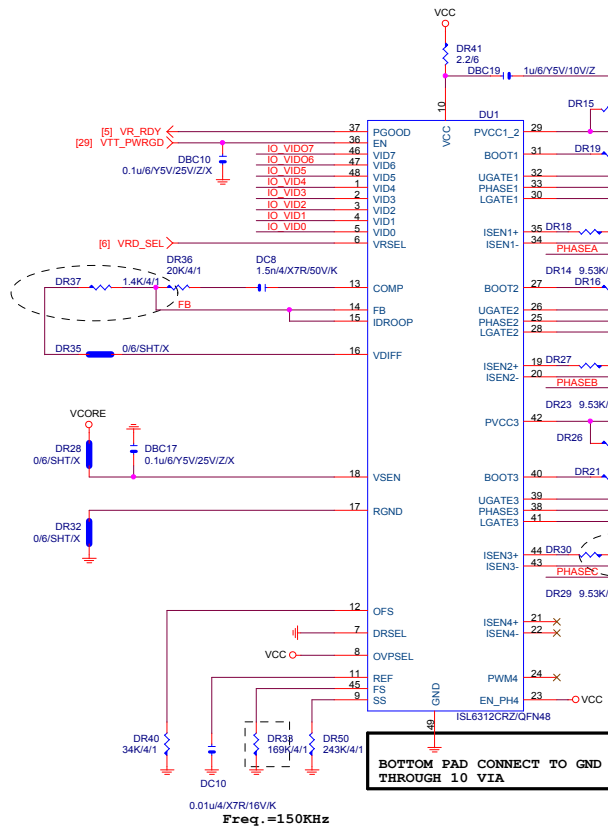 VCC
DR41
2.2/6
DBC19 1u/6/Y5V/10V/Z
10
DU1
VCC
DR15
[5] VR_RDY 37 PGOOD PVCC1_2 29
[29] VTT_PWRGD 36 EN
IO_VIDO7 46 VID7 BOOT1 31 DR19
IO_VIDO6 47 VID6
IO_VID5 48 VID5 UGATE1 32
IO_VID4 1 VID4 PHASE1 33
IO_VID3 2 VID3 LGATE1 30
IO_VID2 3 VID2
IO_VID1 4 VID1
IO_VID0 5 VID0 ISEN1+ 35 DR18
[6] VRD_SEL 6 VRSEL ISEN1- 34
DBC10
0.1u/6/Y5V/25V/Z/X
PHASEA
DR36
20K/4/1
DC8
1.5n/4/X7R/50V/K
DR14 9.53K/
DR37 1.4K/4/1
13 COMP BOOT2 27 DR16
FB
14 FB UGATE2 26
15 IDROOP PHASE2 25
LGATE2 28
DR35 0/6/SHT/X 16 VDIFF
ISEN2+ 19 DR27
ISEN2- 20
PHASEB
DR23 9.53K/
VCORE
PVCC3 42
DR26
DR28
0/6/SHT/X
DBC17
0.1u/6/Y5V/25V/Z/X
18 VSEN BOOT3 40 DR21
UGATE3 39
17 RGND PHASE3 38
LGATE3 41
DR32
0/6/SHT/X
ISEN3+ 44 DR30
ISEN3- 43
PHASEC
DR29 9.53K/
12 OFS
ISEN4+ 21
7 DRSEL ISEN4- 22
VCC 8 OVPSEL
11 REF PWM4 24
45 FS
9 SS EN_PH4 23 VCC
GND
49
ISL6312CRZ/QFN48
DR40
34K/4/1
DR33
169K/4/1
DR50
243K/4/1
DC10
0.01u/4/X7R/16V/K
BOTTOM PAD CONNECT TO GND
THROUGH 10 VIA
Freq.=150KHz